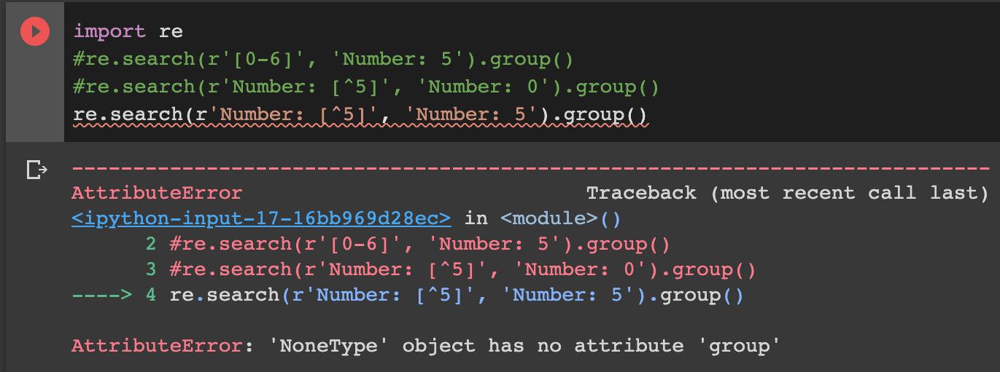 import re
#re.search(r'[0-6]', 'Number: 5').group()
#re.search(r'Number: [^5]', 'Number: 0').group()
re.search(r'Number: [^5]', 'Number: 5').group()
---------------------------------------------------------------------------
AttributeError                            Traceback (most recent call last)
<ipython-input-17-16bb969d28ec> in <module>()
      2 #re.search(r'[0-6]', 'Number: 5').group()
      3 #re.search(r'Number: [^5]', 'Number: 0').group()
----> 4 re.search(r'Number: [^5]', 'Number: 5').group()
AttributeError: 'NoneType' object has no attribute 'group'